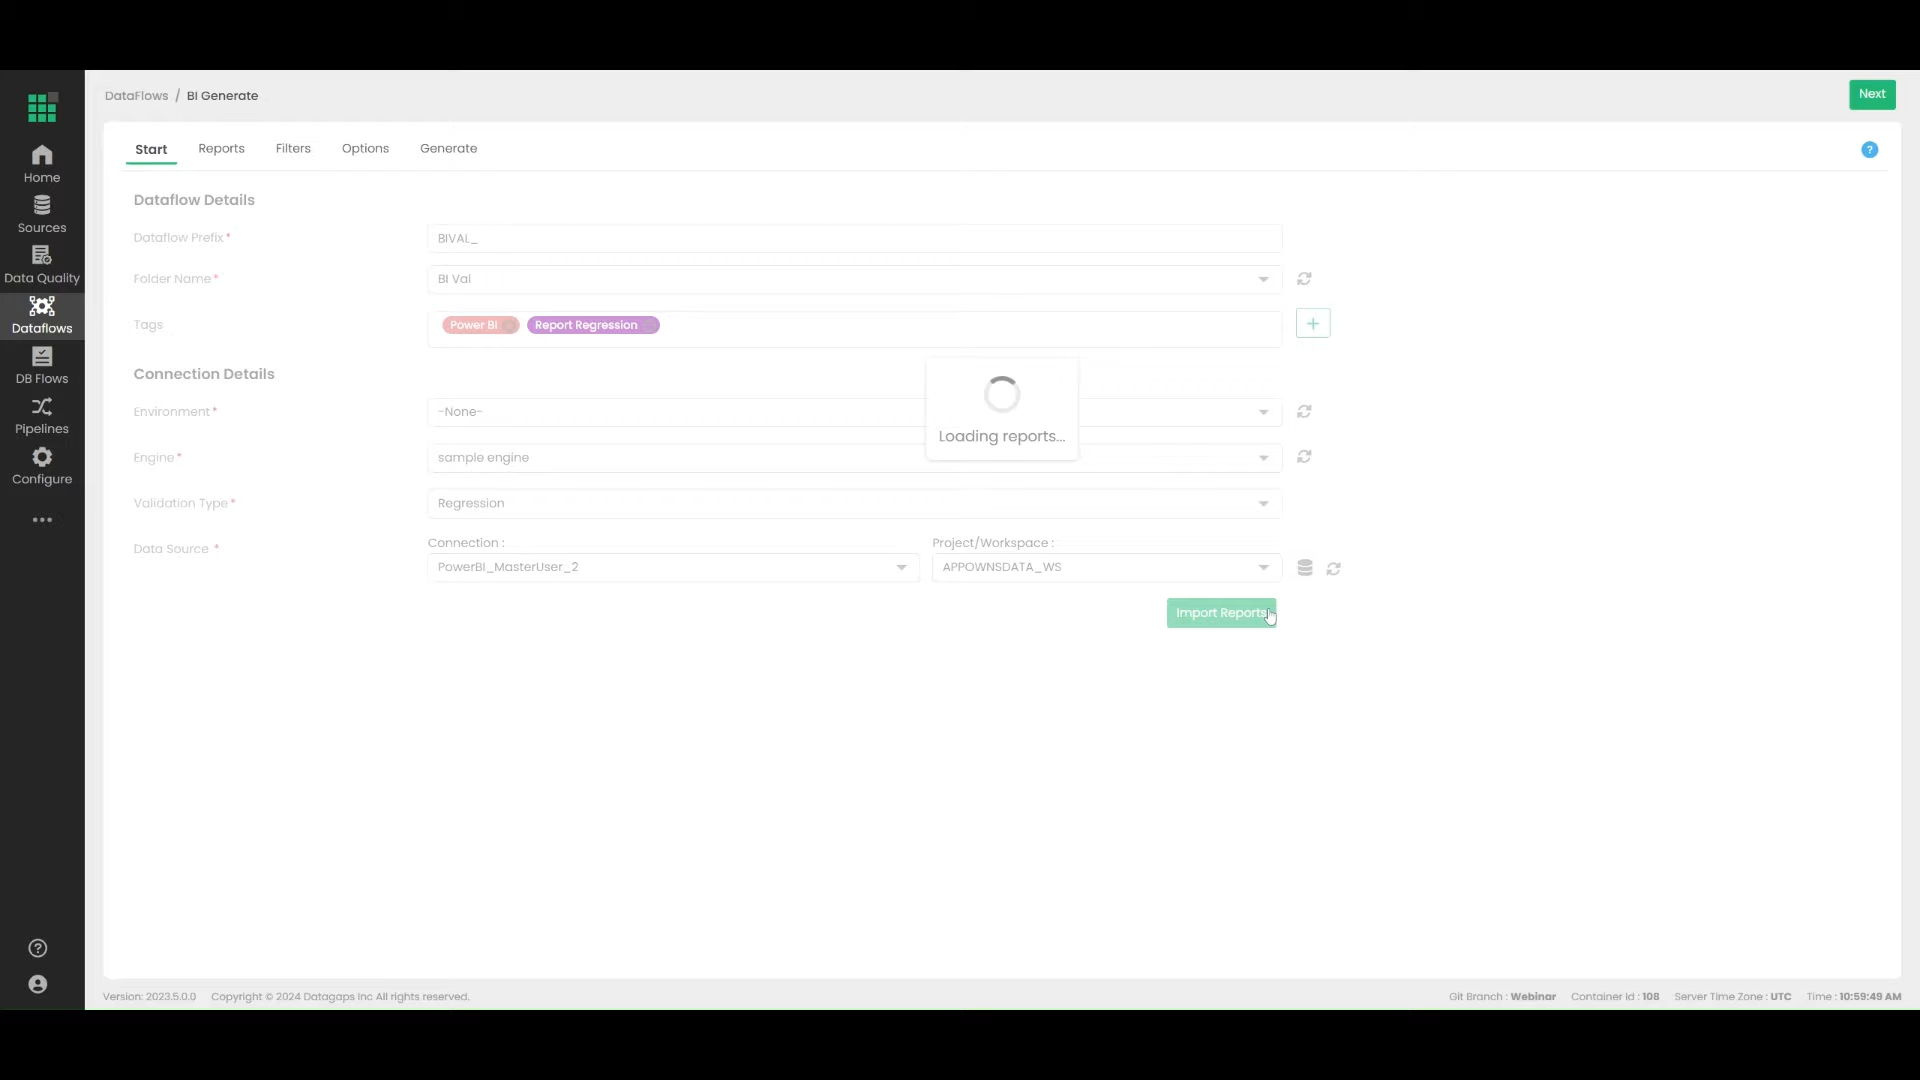 DataFlows / BI Generate
Next
Home
Sources
Data Quality
Dataflows
DB Flows
Pipelines
Configure
Start Reports Filters Options Generate
?
Dataflow Details
Dataflow Prefix* BIVAL_
Folder Name* BI Val
Tags Power BI Report Regression
+
Connection Details
Environment* -None-
Loading reports...
Engine* sample engine
Validation Type* Regression
Data Source * Connection : Project/Workspace :
PowerBI_MasterUser_2 APPOWNSDATA_WS
Import Reports
?
Version: 2023.5.0.0 Copyright © 2024 Datagaps Inc All rights reserved. Git Branch : Webinar Container Id : 108 Server Time Zone : UTC Time : 10:59:49 AM